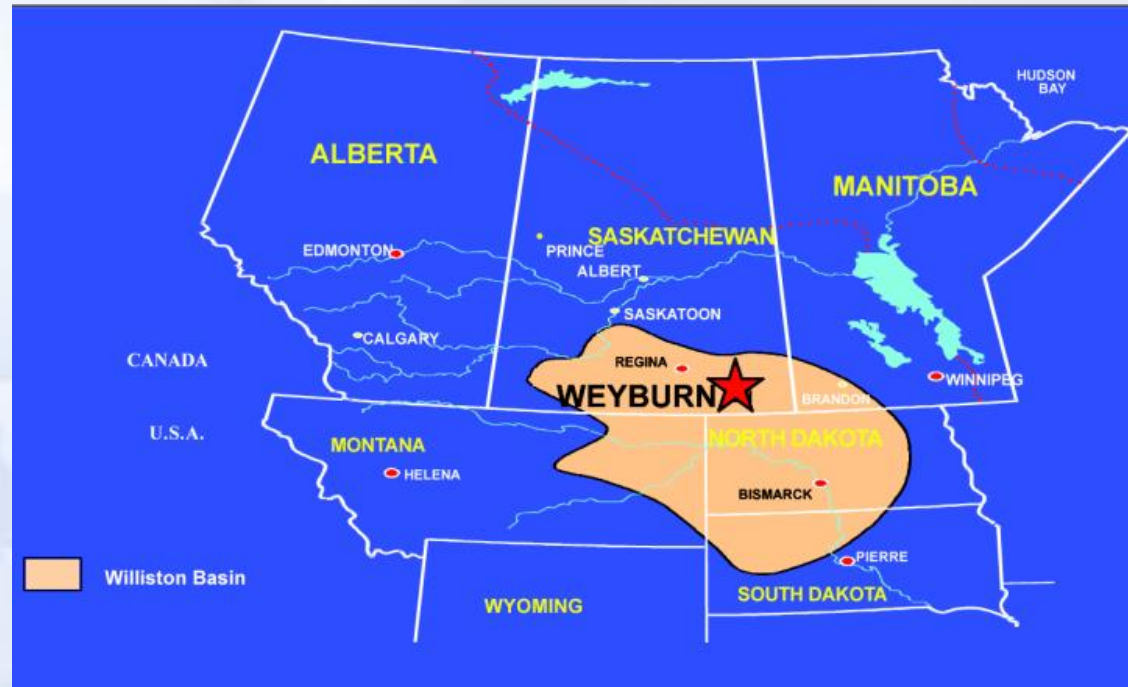 HUDSON
BAY
ALBERTA
MANITOBA
SASKATCHEWAN
EDMONTON
PRINCE
ALBERT
SASKATOON
CALGARY
CANADA
REGINA
WEYBURN
WINNIPEG
BRANDON
U.S.A.
MONTANA
NORTH DAKOTA
HELENA
BISMARCK
PIERRE
Williston Basin
WYOMING
SOUTH DAKOTA